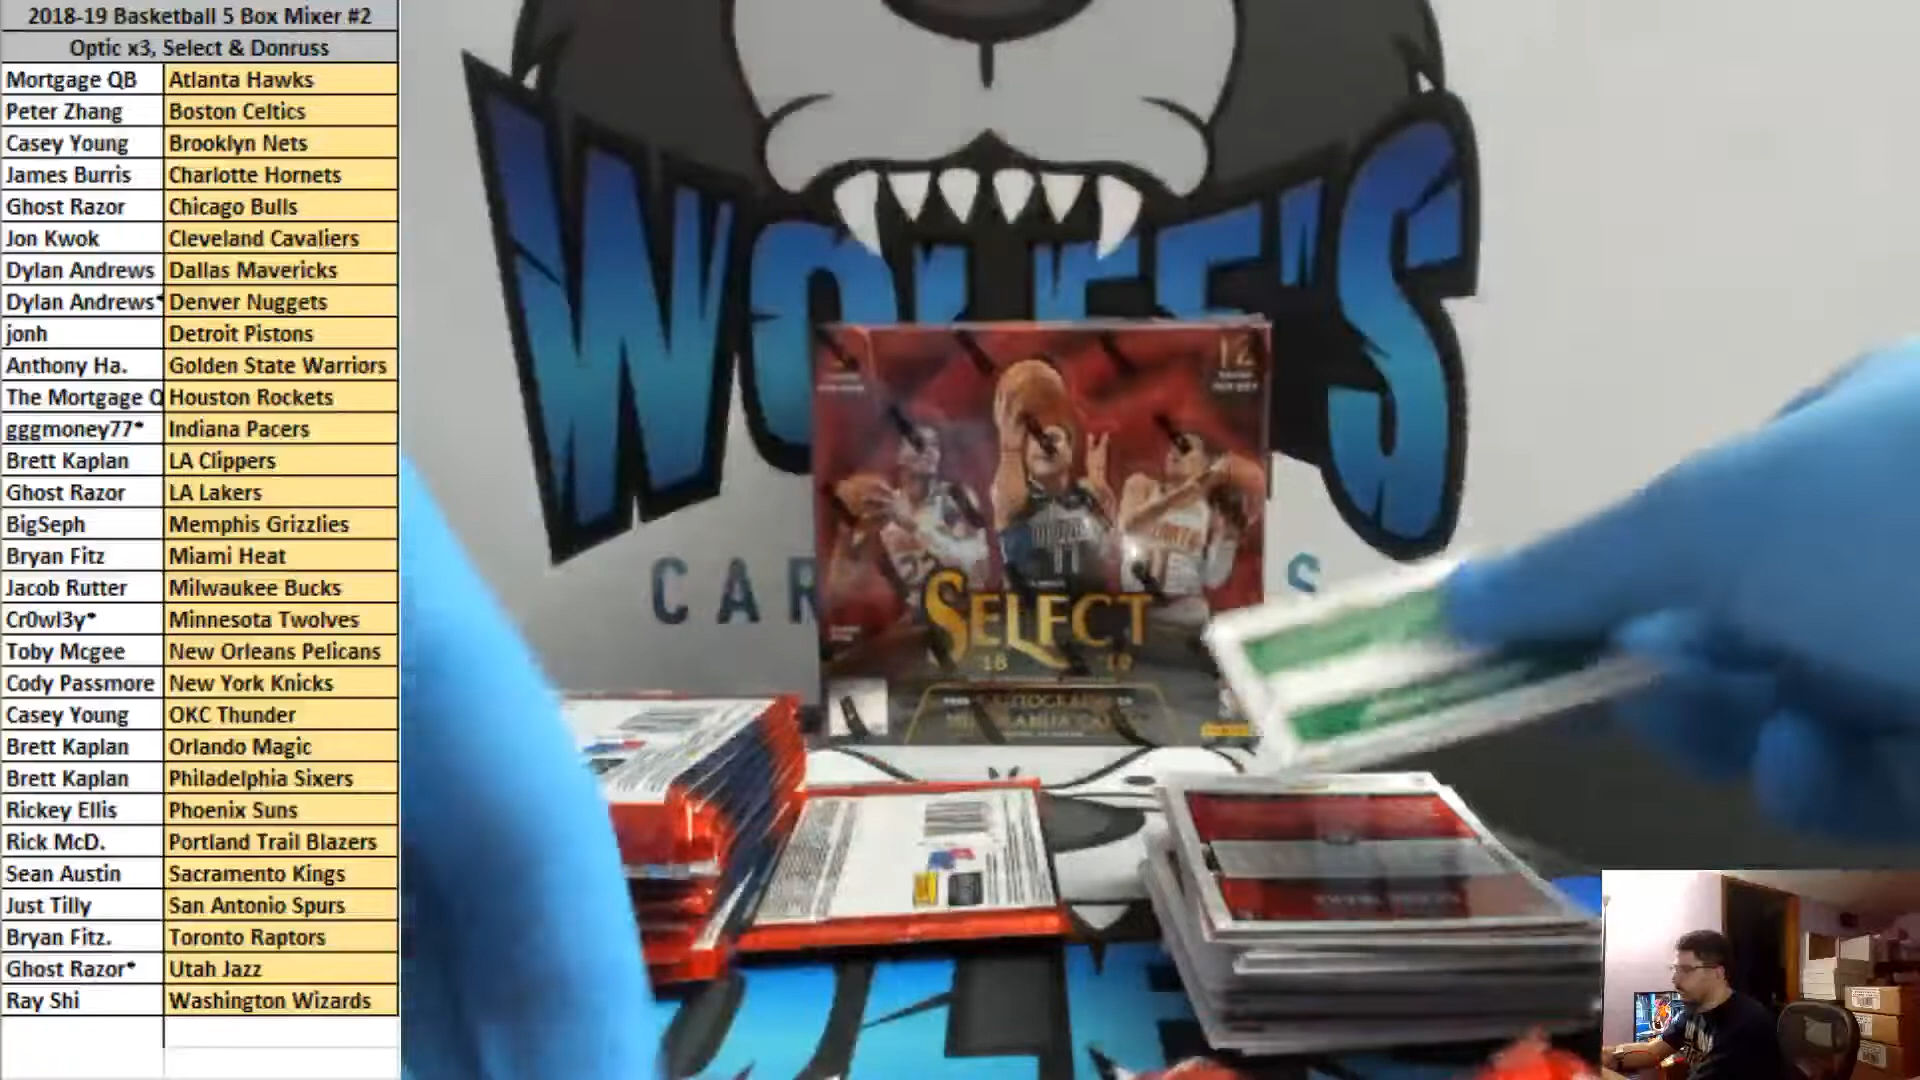 2018-19 Basketball 5 Box Mixer #2
Optic x3, Select & Donruss
Mortgage QB Atlanta Hawks
Peter Zhang Boston Celtics
Casey Young Brooklyn Nets
James Burris Charlotte Hornets
Ghost Razor Chicago Bulls
Jon Kwok Cleveland Cavaliers
Dylan Andrews Dallas Mavericks
Dylan Andrews* Denver Nuggets
jonh Detroit Pistons
Anthony Ha. Golden State Warriors
The Mortgage Q Houston Rockets
gggmoney77* Indiana Pacers
Brett Kaplan LA Clippers
Ghost Razor LA Lakers
BigSeph Memphis Grizzlies
Bryan Fitz Miami Heat
Jacob Rutter Milwaukee Bucks
Cr0wl3y* Minnesota Twolves
Toby Mcgee New Orleans Pelicans
Cody Passmore New York Knicks
Casey Young OKC Thunder
Brett Kaplan Orlando Magic
Brett Kaplan Philadelphia Sixers
Rickey Ellis Phoenix Suns
Rick McD. Portland Trail Blazers
Sean Austin Sacramento Kings
Just Tilly San Antonio Spurs
Bryan Fitz. Toronto Raptors
Ghost Razor* Utah Jazz
Ray Shi Washington Wizards
WOLFE'S
CAR S
12
SELECT
'18 '19